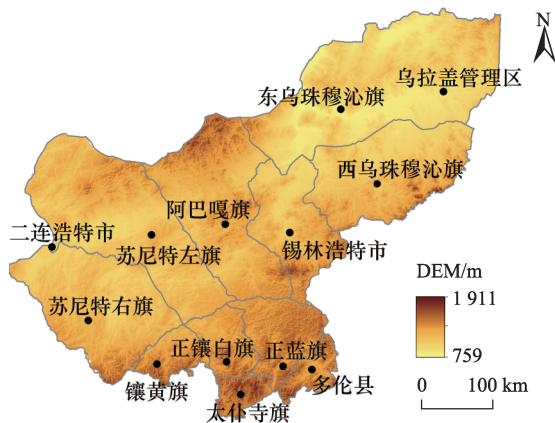 N
乌拉盖管理区
东乌珠穆沁旗
西乌珠穆沁旗
阿巴嘎旗
二连浩特市
苏尼特左旗
锡林浩特市
DEM/m
1 911
759
苏尼特右旗
正镶白旗
正蓝旗
镶黄旗
多伦县
太仆寺旗
0 100 km